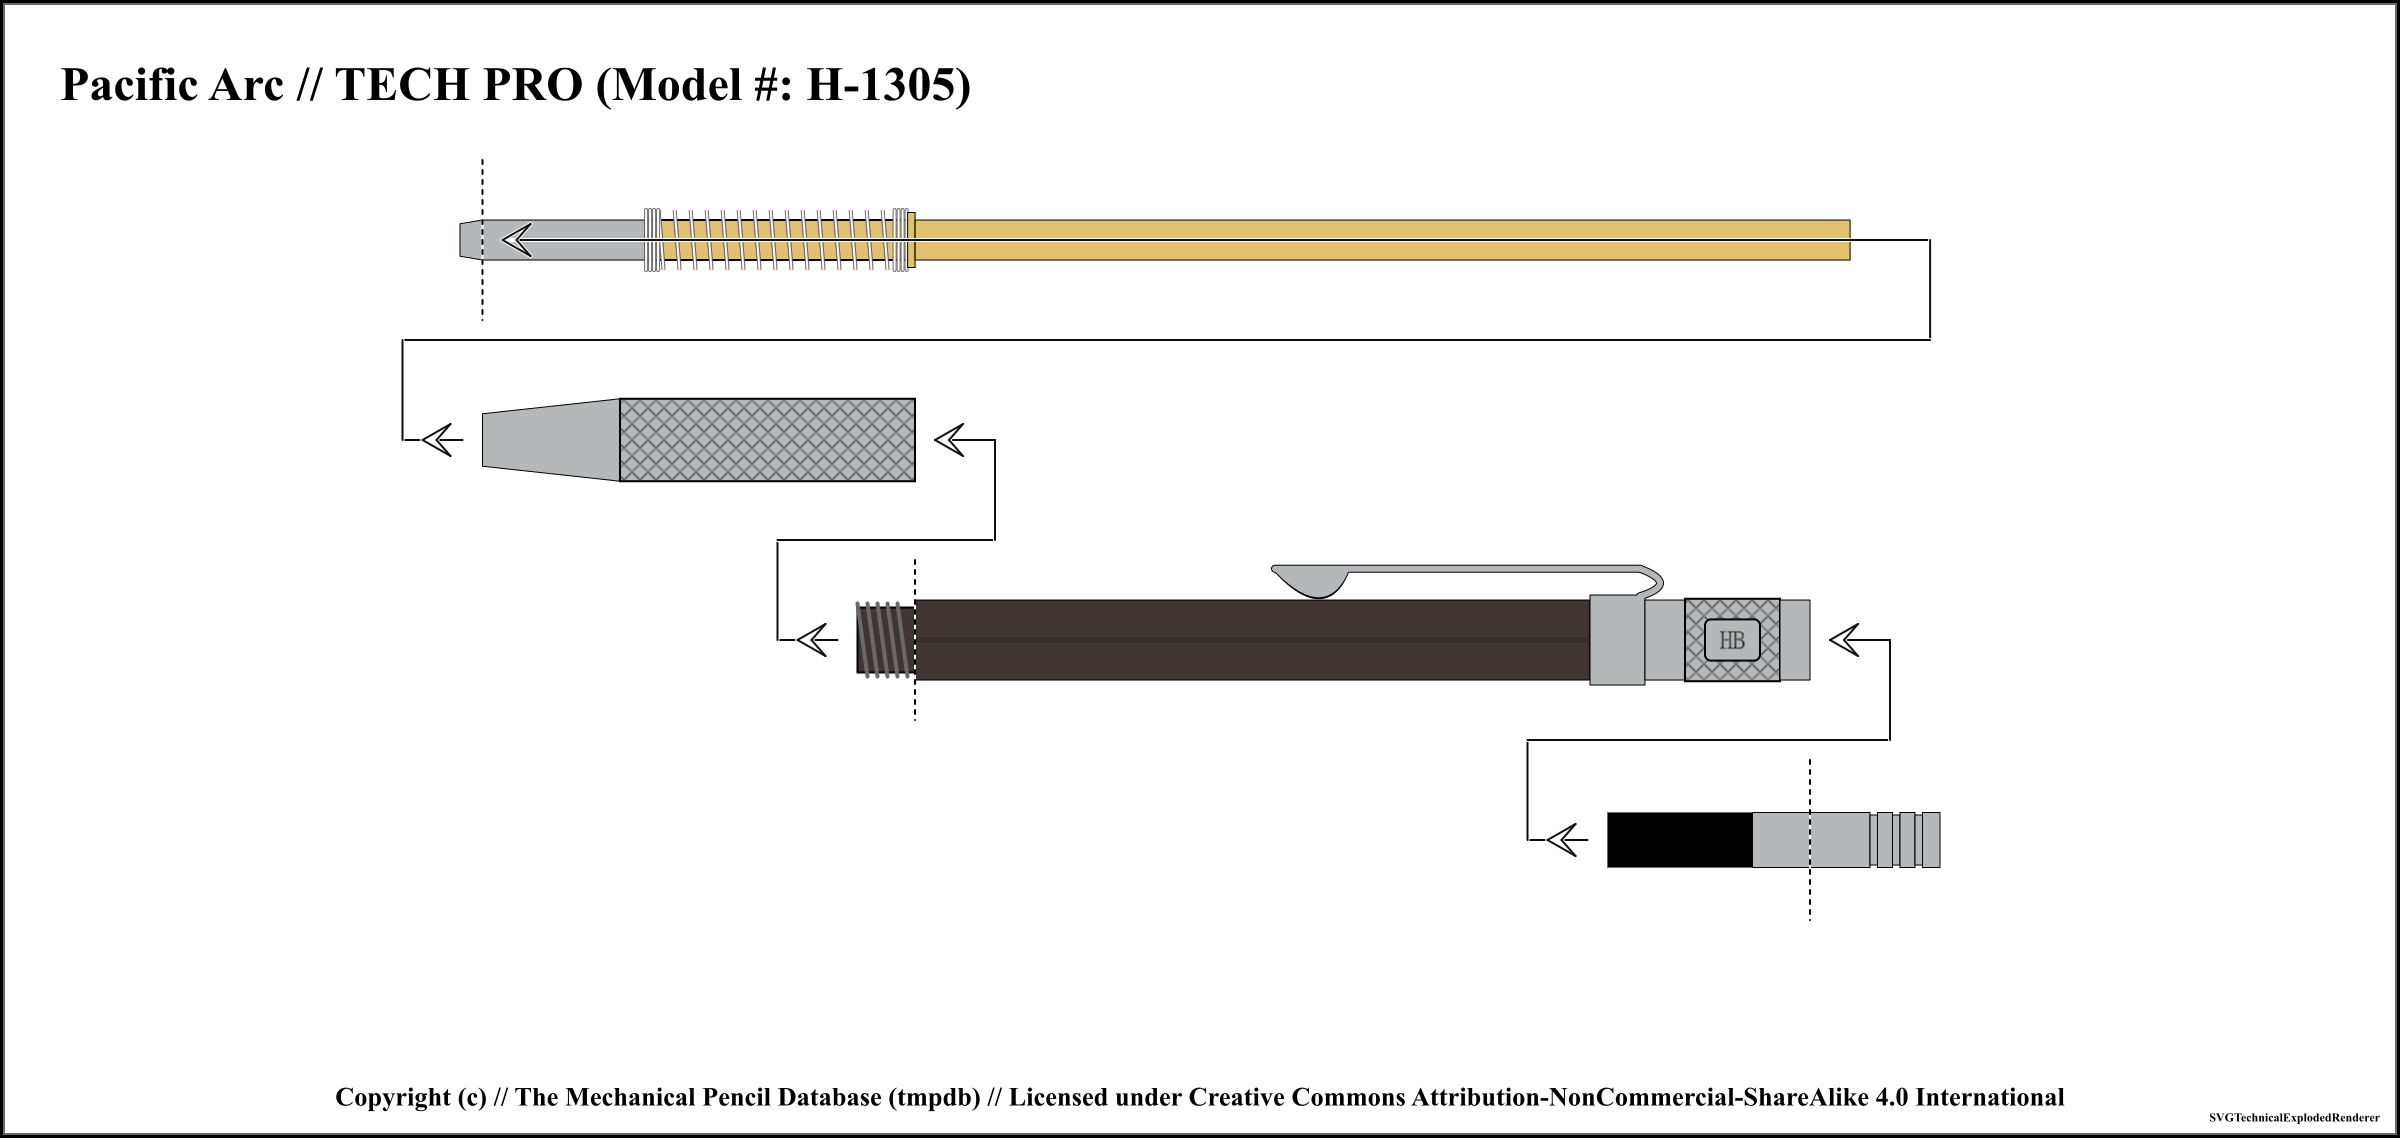 Pacific Arc // TECH PRO (Model #: H-1305)
HB
Copyright (c) // The Mechanical Pencil Database (tmpdb) // Licensed under Creative Commons Attribution-NonCommercial-ShareAlike 4.0 International
SVGTechnicalExplodedRenderer